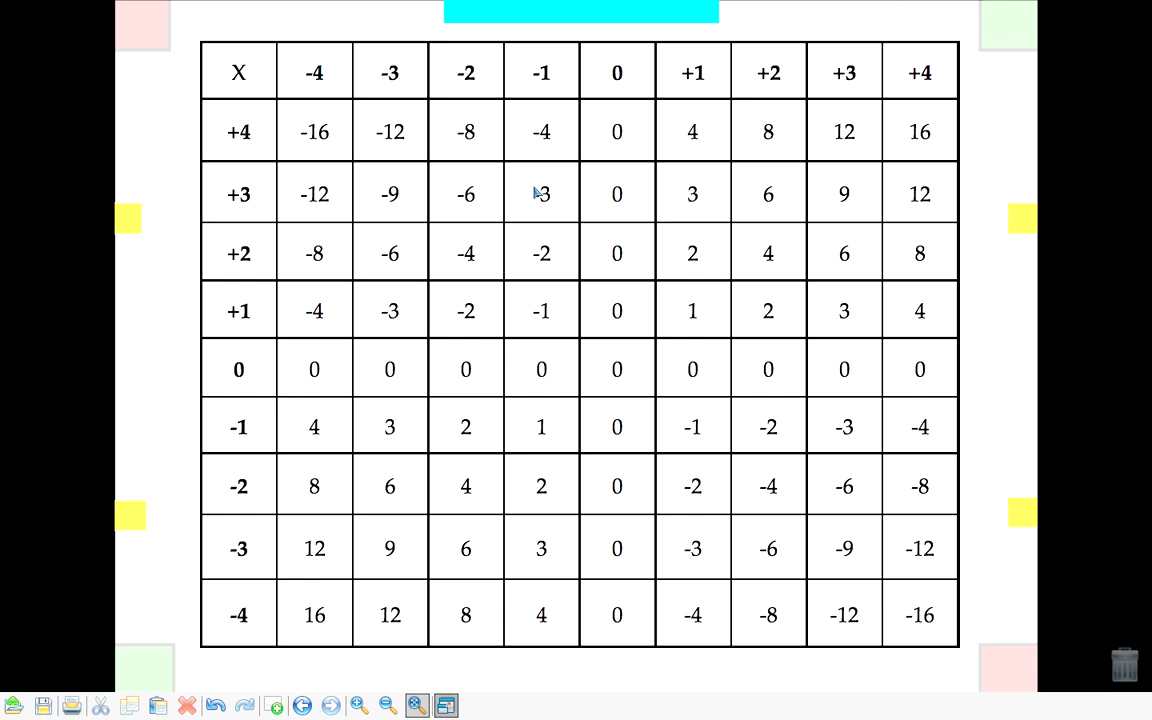 X -4 -3 -2 -1 0 +1 +2 +3 +4
+4 -16 -12 -8 -4 0 4 8 12 16
+3 -12 -9 -6 -3 0 3 6 9 12
+2 -8 -6 -4 -2 0 2 4 6 8
+1 -4 -3 -2 -1 0 1 2 3 4
0 0 0 0 0 0 0 0 0 0
-1 4 3 2 1 0 -1 -2 -3 -4
-2 8 6 4 2 0 -2 -4 -6 -8
-3 12 9 6 3 0 -3 -6 -9 -12
-4 16 12 8 4 0 -4 -8 -12 -16